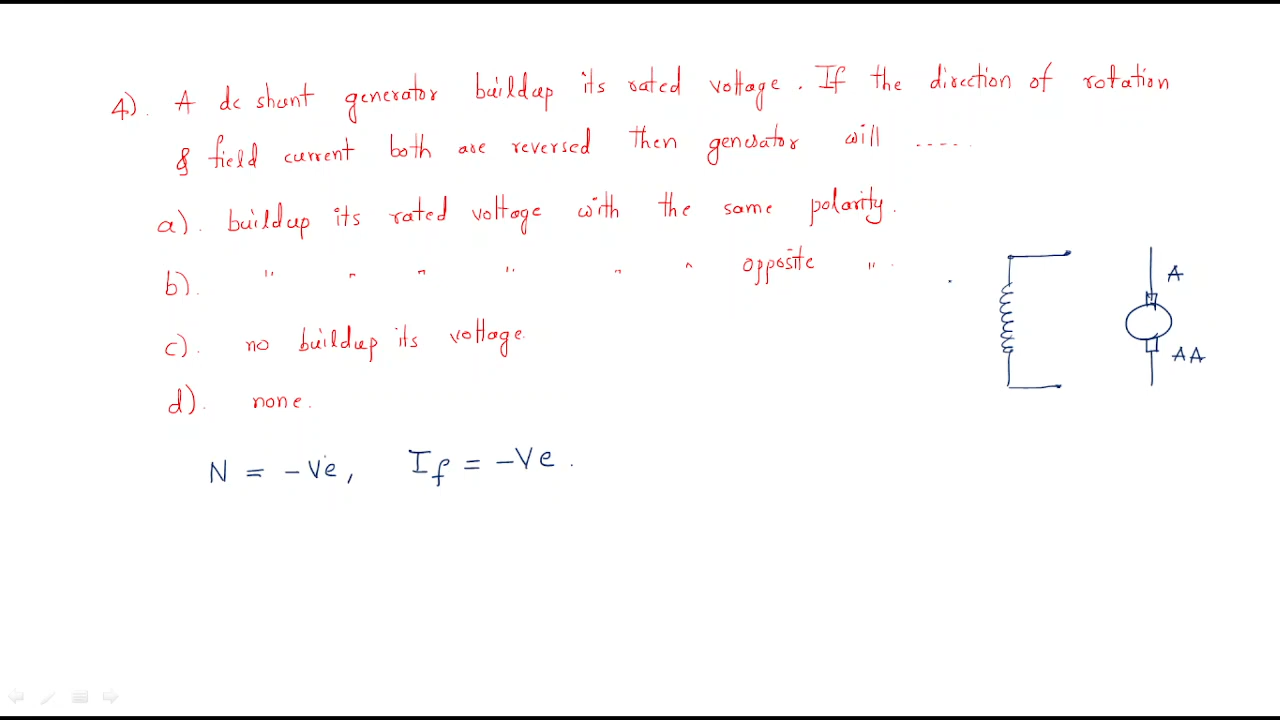 4). A dc shunt generator buildup its rated voltage. If the direction of rotation
& field current both are reversed then generator will .....
a). buildup its rated voltage with the same polarity.
b). " " " " " " opposite " .
c). no buildup its voltage.
d). none.
A
AA
N = -Ve, If = -Ve.